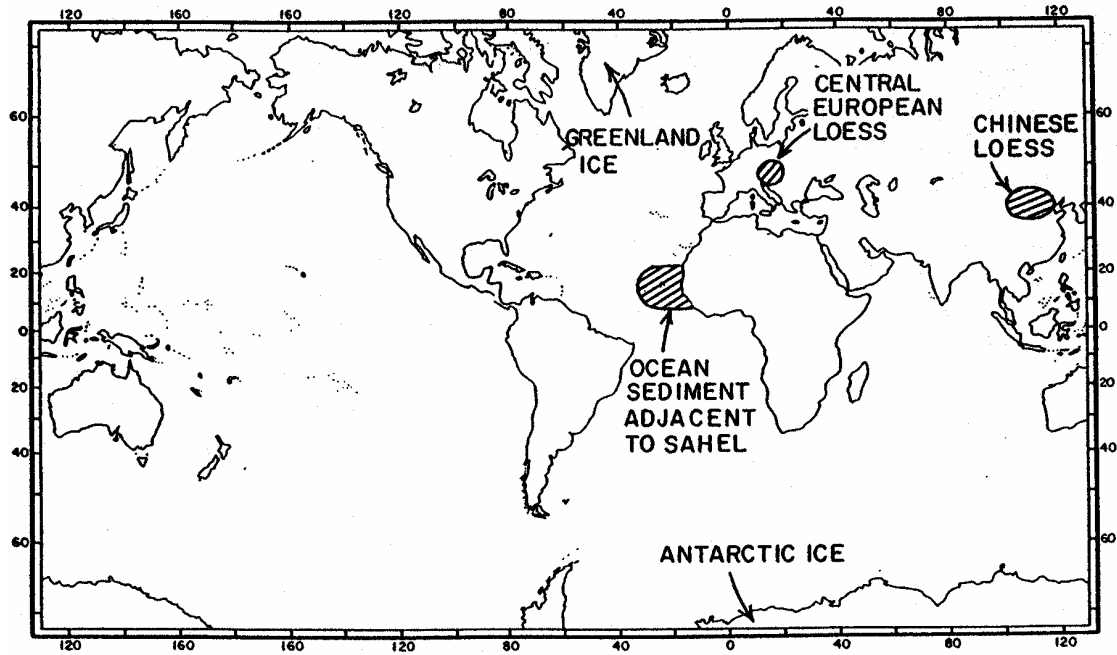 120 160 160 120 80 40 0 40 80 120
60
40
20
0
20
40
60
60
40
20
0
20
40
60
GREENLAND
ICE
CENTRAL
EUROPEAN
LOESS
CHINESE
LOESS
OCEAN
SEDIMENT
ADJACENT
TO SAHEL
ANTARCTIC ICE
120 160 160 120 80 40 0 40 80 120